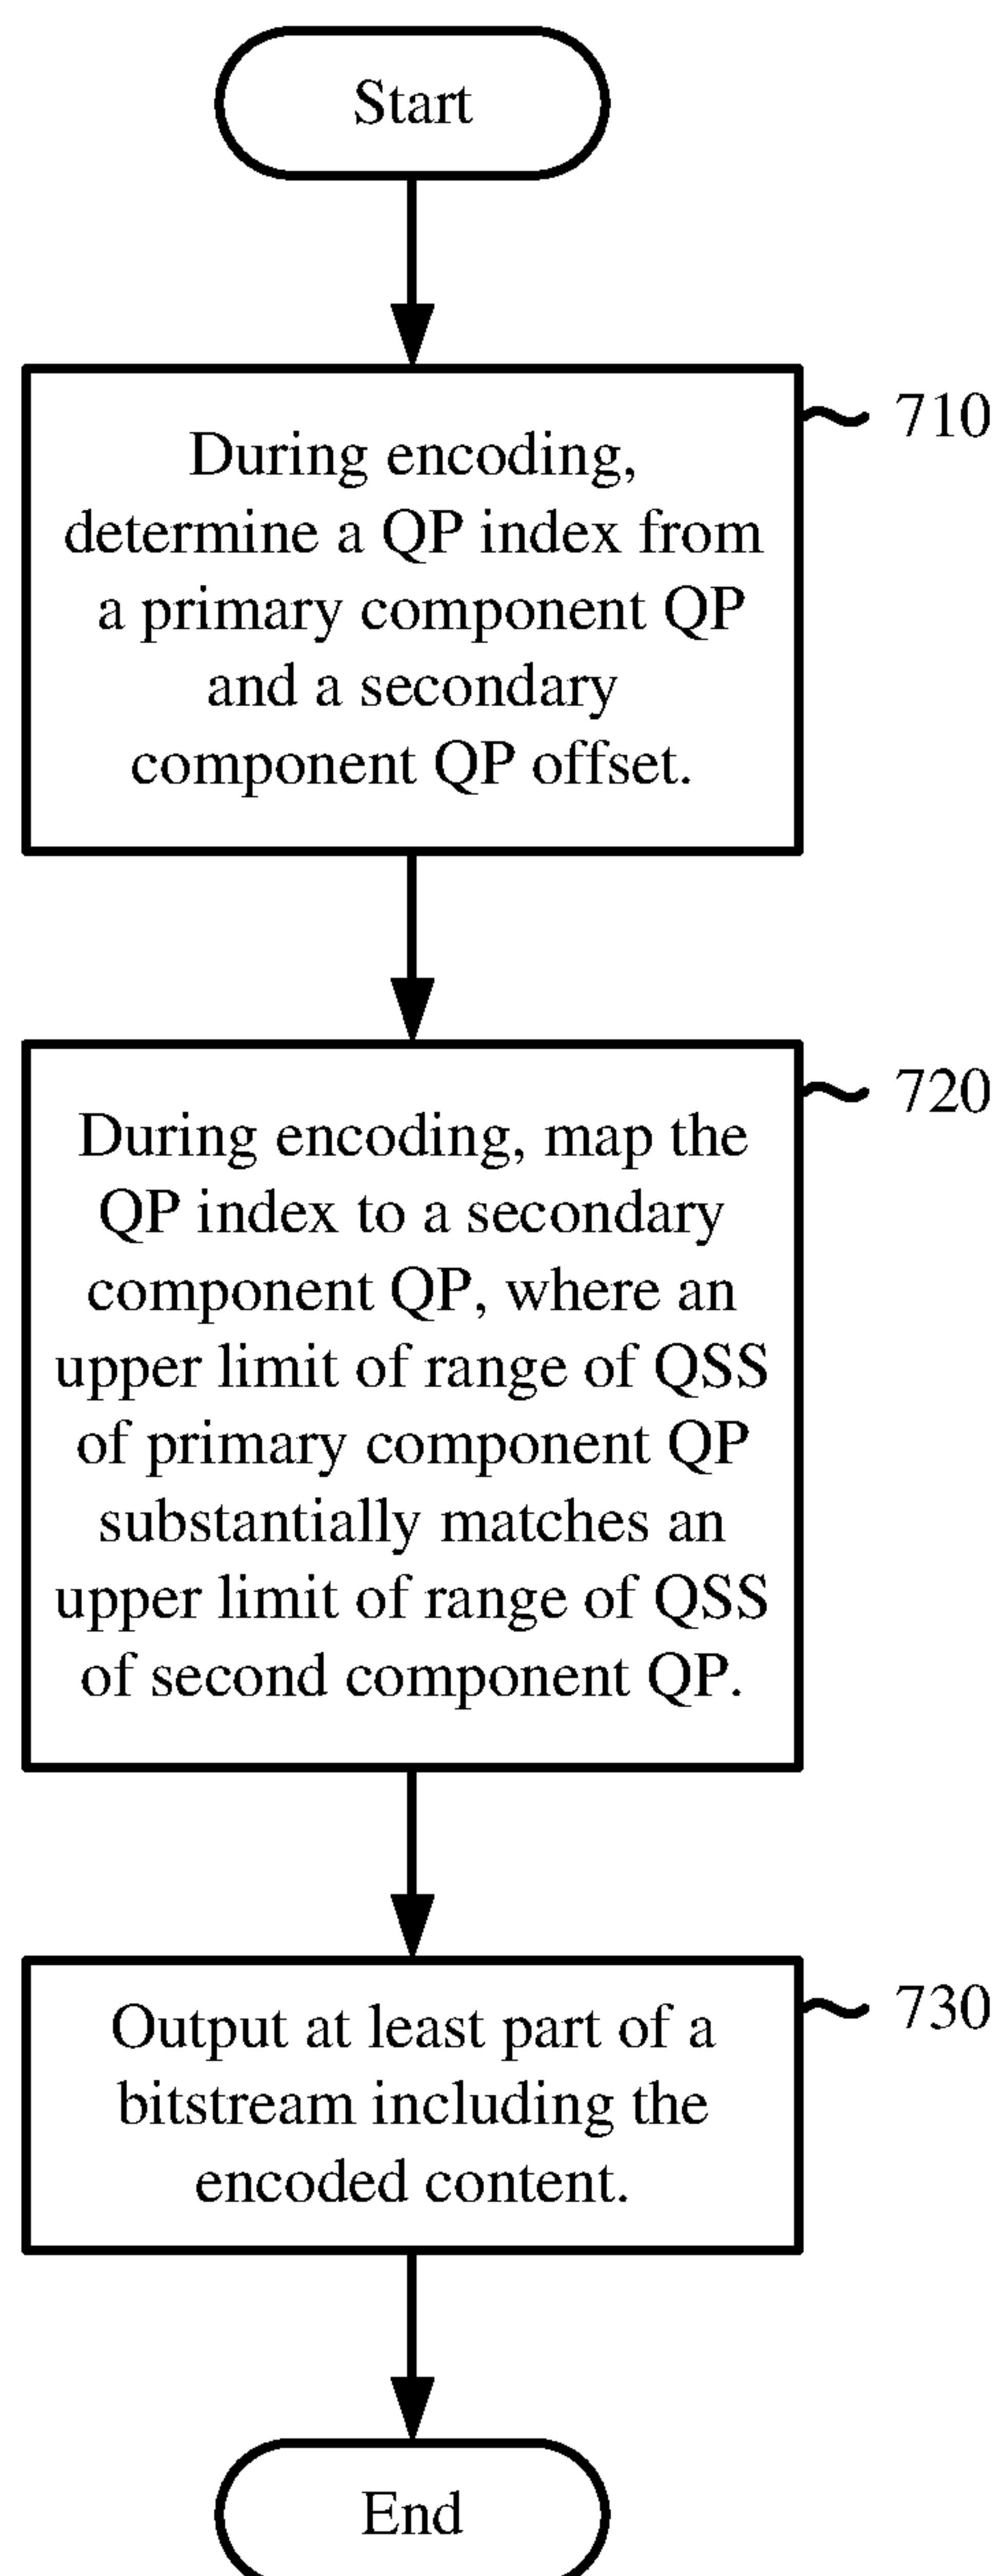 Start
710
During encoding,
determine a QP index from
a primary component QP
and a secondary
component QP offset.
720
During encoding, map the
QP index to a secondary
component QP, where an
upper limit of range of QSS
of primary component QP
substantially matches an
upper limit of range of QSS
of second component QP.
730
Output at least part of a
bitstream including the
encoded content.
End